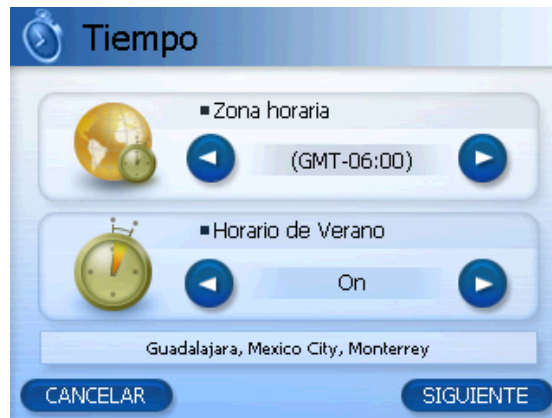 Tiempo
▪Zona horaria
(GMT-06:00)
▪Horario de Verano
On
Guadalajara, Mexico City, Monterrey
CANCELAR
SIGUIENTE